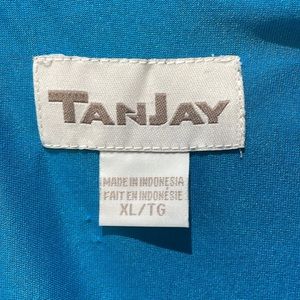 TANJAY
MADE IN INDONESIA
FAIT EN INDONÉSIE
XL/TG